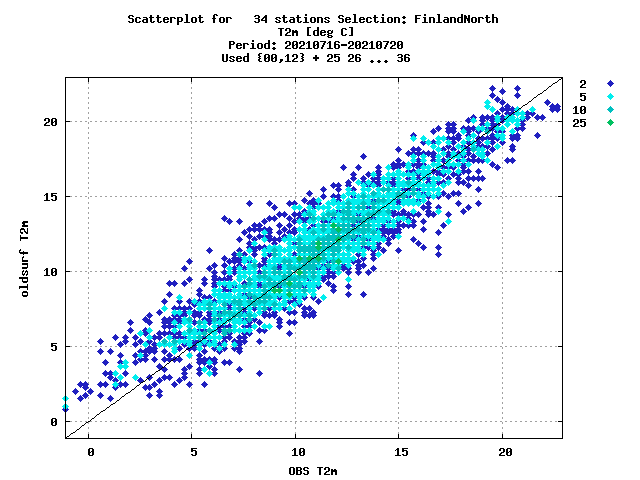 Scatterplot for   34 stations Selection: FinlandNorth
T2m [deg C]
Period: 20210716-20210720
Used {00,12} + 25 26 ... 36
2
5
10
25
20
15
10
5
0
oldsurf T2m
0 5 10 15 20
OBS T2m